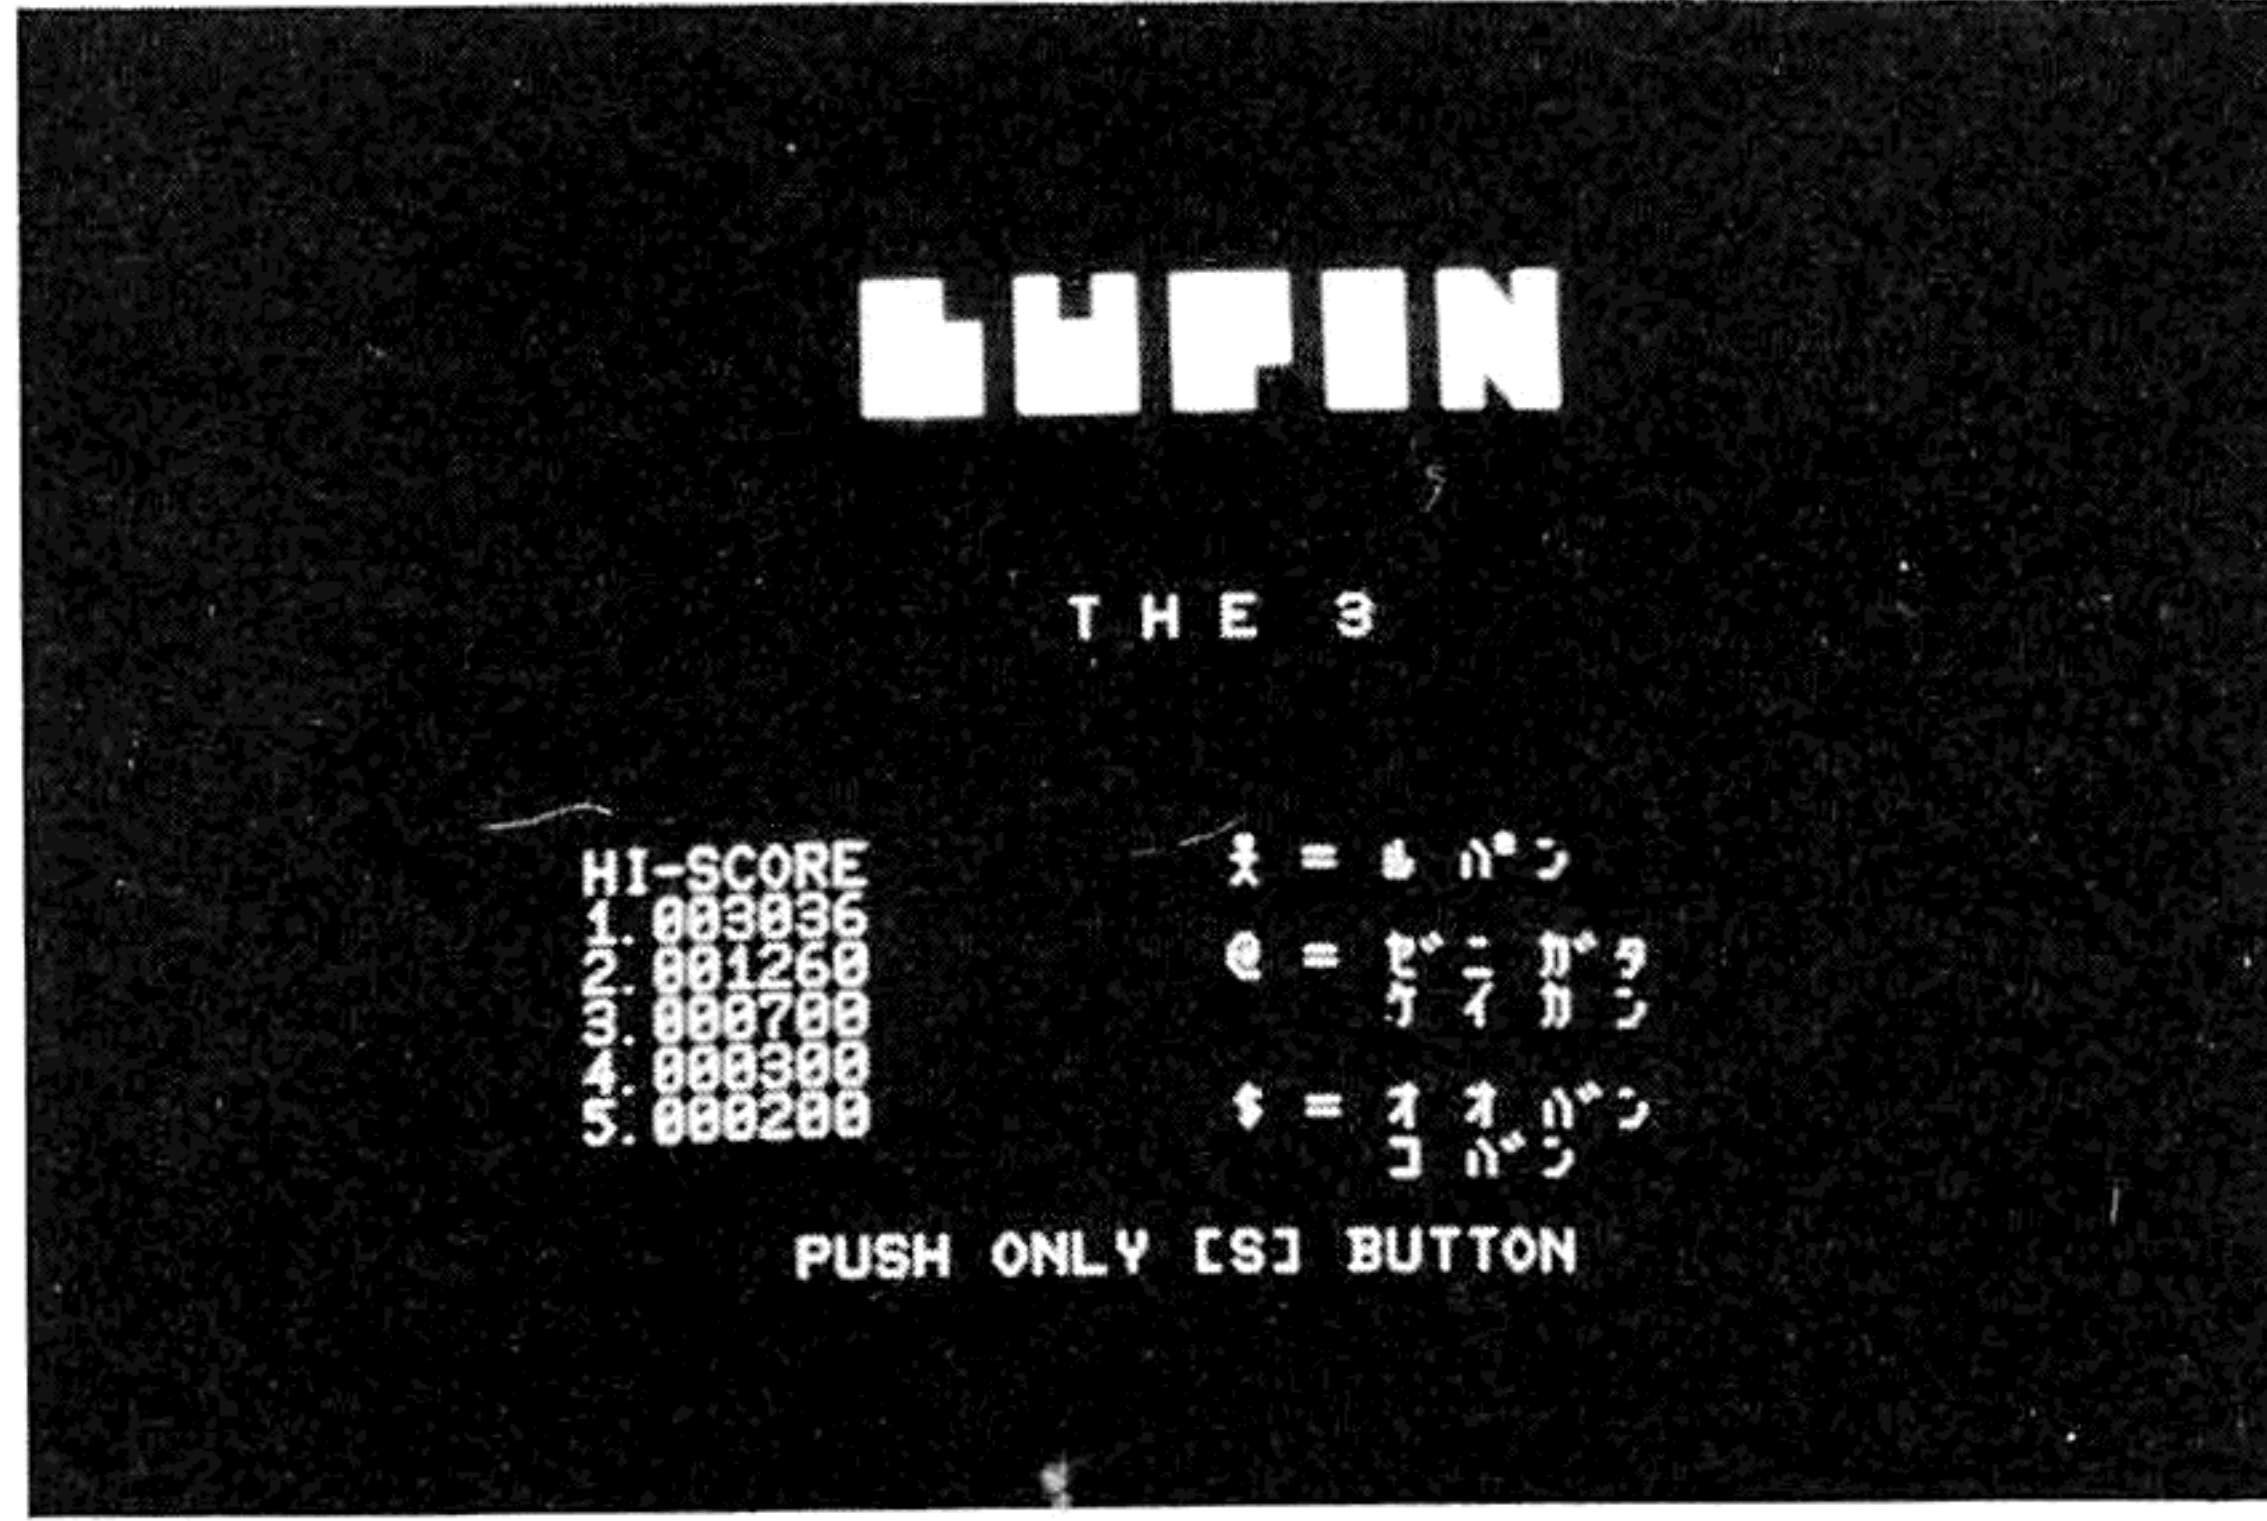 LUPIN
THE 3
HI-SCORE
1.003036
2.001260
3.000700
4.000300
5.000200
웃 = ルパン
@ = ゼニガタ
ケイカン
$ = オオバン
コバン
PUSH ONLY [S] BUTTON